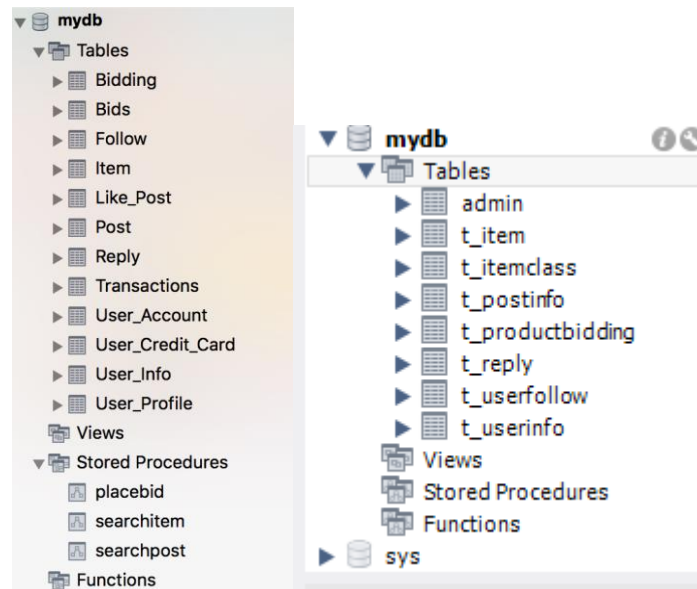 mydb
Tables
Bidding
Bids
Follow
Item
Like_Post
Post
Reply
Transactions
User_Account
User_Credit_Card
User_Info
User_Profile
Views
Stored Procedures
placebid
searchitem
searchpost
Functions
mydb
Tables
admin
t_item
t_itemclass
t_postinfo
t_productbidding
t_reply
t_userfollow
t_userinfo
Views
Stored Procedures
Functions
sys